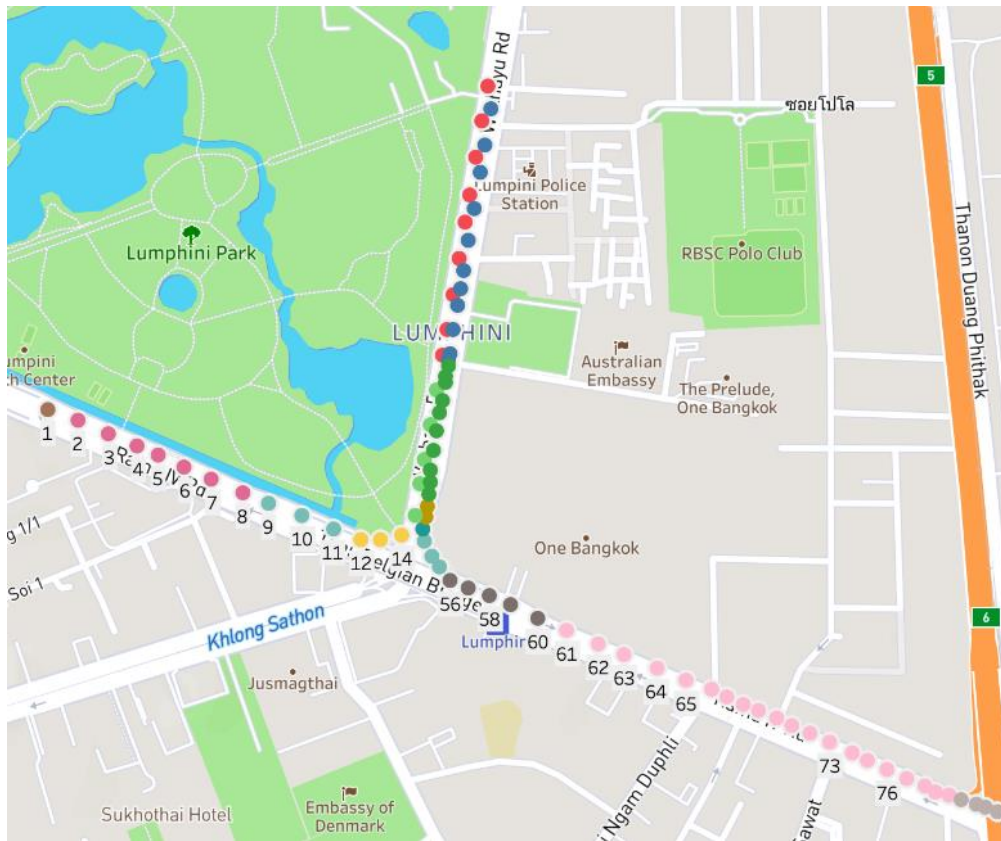 5
ซอยโปโล
Lumpini Police
Station
Lumphini Park
RBSC Polo Club
Thanon Duang Phithak
LUMPHINI
Australian
Embassy
The Prelude,
One Bangkok
1
2
3
4
5
6
7
8
9
10
11
12
14
One Bangkok
56
58
60
61
62
63
64
65
73
76
6
Khlong Sathon
Soi 1
Jusmagthai
Sukhothai Hotel
Embassy of
Denmark